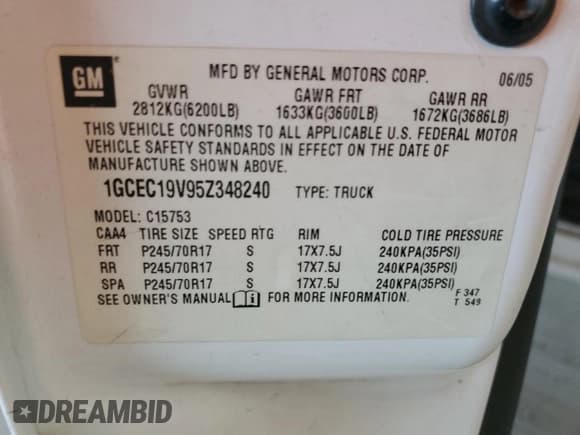 GM
MFD BY GENERAL MOTORS CORP. 06/05
GVWR GAWR FRT GAWR RR
2812KG(6200LB) 1633KG(3600LB) 1672KG(3686LB)
THIS VEHICLE CONFORMS TO ALL APPLICABLE U.S. FEDERAL MOTOR
VEHICLE SAFETY STANDARDS IN EFFECT ON THE DATE OF
MANUFACTURE SHOWN ABOVE.
1GCEC19V95Z348240 TYPE: TRUCK
MODEL: C15753
CAA4 TIRE SIZE SPEED RTG RIM COLD TIRE PRESSURE
FRT P245/70R17 S 17X7.5J 240KPA(35PSI)
RR P245/70R17 S 17X7.5J 240KPA(35PSI)
SPA P245/70R17 S 17X7.5J 240KPA(35PSI)
SEE OWNER'S MANUAL i FOR MORE INFORMATION. F 347
T 549
DREAMBID